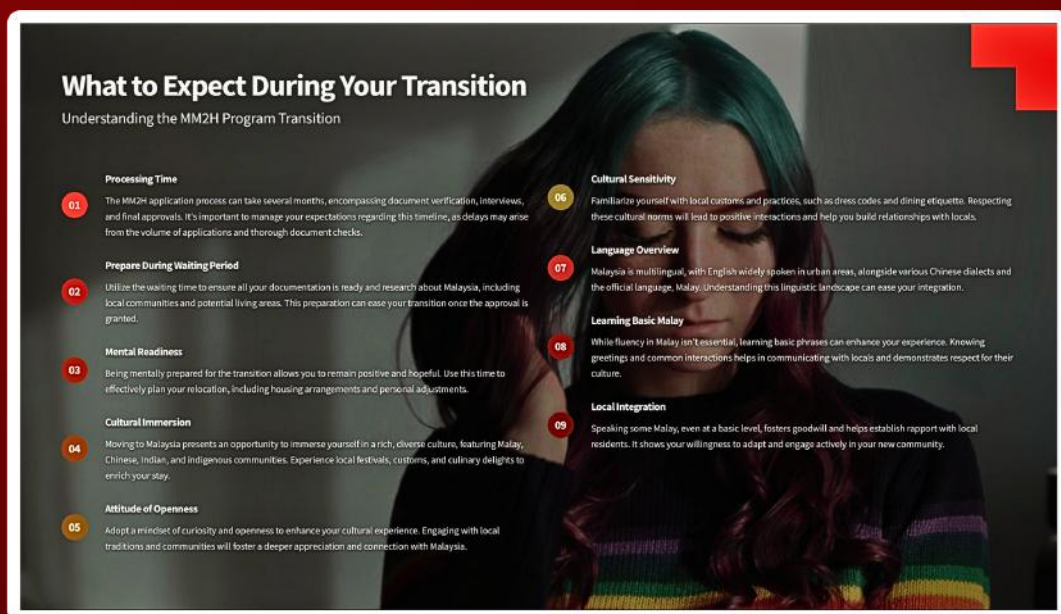 What to Expect During Your Transition
Understanding the MM2H Program Transition
01
Processing Time
The MM2H application process can take several months, encompassing document verification, interviews,
and final approvals. It's important to manage your expectations regarding this timeline, as delays may arise
from the volume of applications and thorough document checks.
02
Prepare During Waiting Period
Utilize the waiting time to ensure all your documentation is ready and research about Malaysia, including
local communities and potential living areas. This preparation can ease your transition once the approval is
granted.
03
Mental Readiness
Being mentally prepared for the transition allows you to remain positive and hopeful. Use this time to
effectively plan your relocation, including housing arrangements and personal adjustments.
04
Cultural Immersion
Moving to Malaysia presents an opportunity to immerse yourself in a rich, diverse culture, featuring Malay,
Chinese, Indian, and indigenous communities. Experience local festivals, customs, and culinary delights to
enrich your stay.
05
Attitude of Openness
Adopt a mindset of curiosity and openness to enhance your cultural experience. Engaging with local
traditions and communities will foster a deeper appreciation and connection with Malaysia.
06
Cultural Sensitivity
Familiarize yourself with local customs and practices, such as dress codes and dining etiquette. Respecting
these cultural norms will lead to positive interactions and help you build relationships with locals.
07
Language Overview
Malaysia is multilingual, with English widely spoken in urban areas, alongside various Chinese dialects and
the official language, Malay. Understanding this linguistic landscape can ease your integration.
08
Learning Basic Malay
While fluency in Malay isn't essential, learning basic phrases can enhance your experience. Knowing
greetings and common interactions helps in communicating with locals and demonstrates respect for their
culture.
09
Local Integration
Speaking some Malay, even at a basic level, fosters goodwill and helps establish rapport with local
residents. It shows your willingness to adapt and engage actively in your new community.